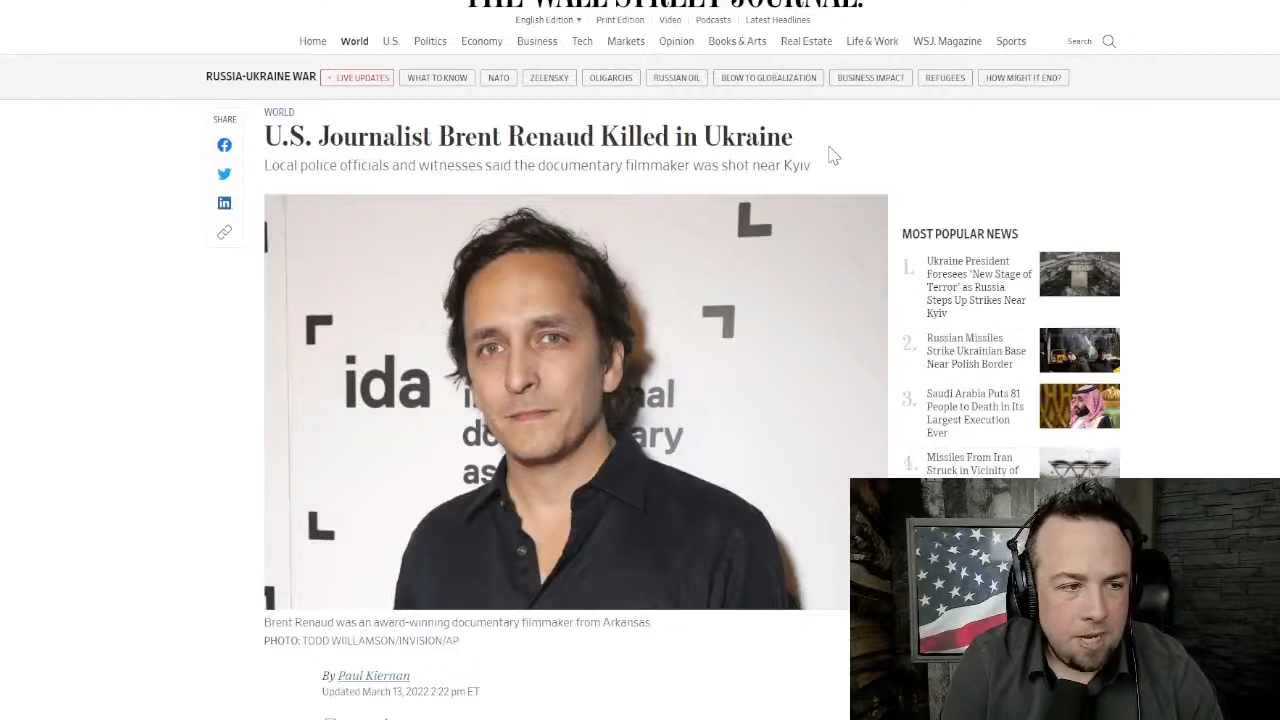 THE WALL STREET JOURNAL.
English Edition
Print Edition
Video
Podcasts
Latest Headlines
Home
World
U.S.
Politics
Economy
Business
Tech
Markets
Opinion
Books & Arts
Real Estate
Life & Work
WSJ. Magazine
Sports
Search
RUSSIA-UKRAINE WAR
LIVE UPDATES
WHAT TO KNOW
NATO
ZELENSKY
OLIGARCHS
RUSSIAN OIL
BLOW TO GLOBALIZATION
BUSINESS IMPACT
REFUGEES
HOW MIGHT IT END?
SHARE
WORLD
U.S. Journalist Brent Renaud Killed in Ukraine
Local police officials and witnesses said the documentary filmmaker was shot near Kyiv
ida
Brent Renaud was an award-winning documentary filmmaker from Arkansas.
PHOTO: TODD WILLAMSON/INVISION/AP
By Paul Kiernan
Updated March 13, 2022 2:22 pm ET
MOST POPULAR NEWS
1.
Ukraine President
Foresees ‘New Stage of
Terror’ as Russia
Steps Up Strikes Near
Kyiv
2.
Russian Missiles
Strike Ukrainian Base
Near Polish Border
3.
Saudi Arabia Puts 81
People to Death in Its
Largest Execution
Ever
4.
Missiles From Iran
Struck in Vicinity of